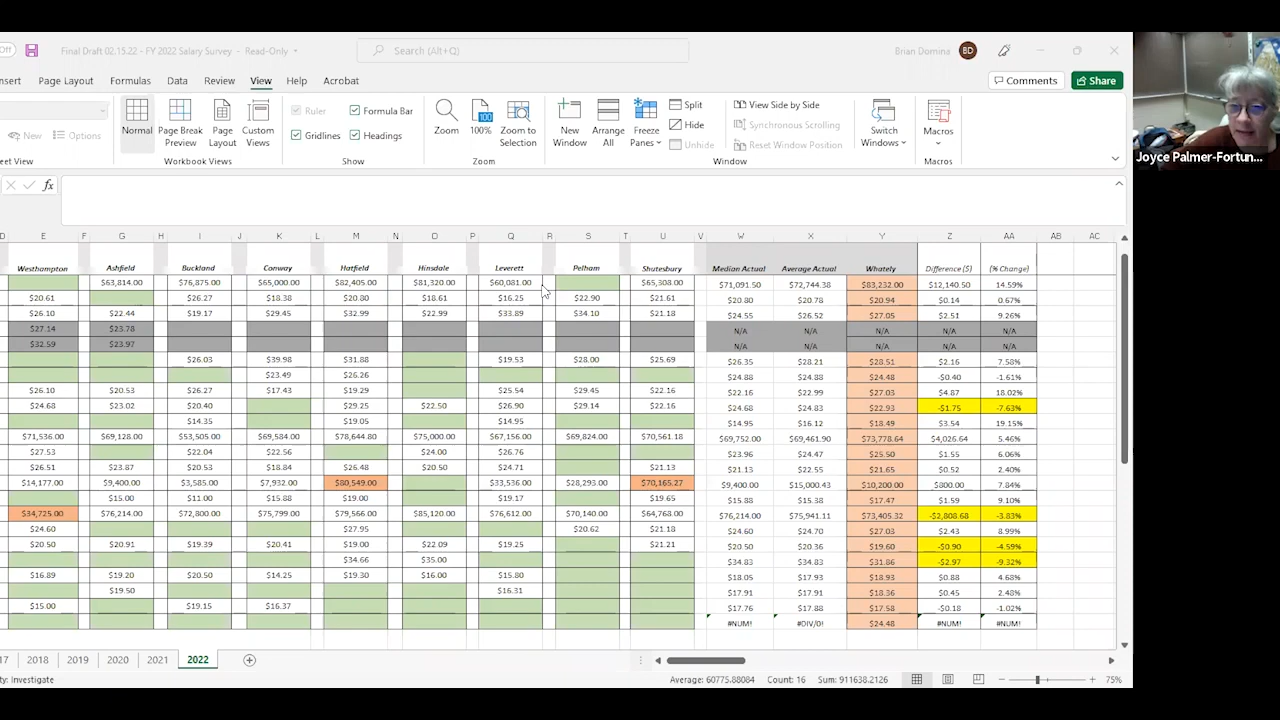 Off Final Draft 02.15.22 - FY 2022 Salary Survey - Read-Only Search (Alt+Q) Brian Domina BD
nsert Page Layout Formulas Data Review View Help Acrobat Comments Share
Ruler Formula Bar Split View Side by Side
New Options Normal Page Break Preview Page Layout Custom Views Gridlines Headings Zoom 100% Zoom to Selection New Window Arrange All Freeze Panes Hide Synchronous Scrolling Switch Windows Macros
Unhide Reset Window Position
eet View Workbook Views Show Zoom Window Macros
Joyce Palmer-Fortun...
fx
D E F G H I J K L M N O P Q R S T U V W X Y Z AA AB AC
Westhampton Ashfield Buckland Conway Hatfield Hinsdale Leverett Pelham Shutesbury Median Actual Average Actual Whately Difference ($) (% Change)
$63,814.00 $76,875.00 $65,000.00 $82,405.00 $81,320.00 $60,081.00 $65,308.00 $71,091.50 $72,744.38 $83,232.00 $12,140.50 14.59%
$20.61 $26.27 $18.38 $20.80 $18.61 $16.25 $22.90 $21.61 $20.80 $20.78 $20.94 $0.14 0.67%
$26.10 $22.44 $19.17 $29.45 $32.99 $22.99 $33.89 $34.10 $21.18 $24.55 $26.52 $27.05 $2.51 9.26%
$27.14 $23.78 N/A N/A N/A N/A N/A
$32.59 $23.97 N/A N/A N/A N/A N/A
$26.03 $39.98 $31.88 $19.53 $28.00 $25.69 $26.35 $28.21 $28.51 $2.16 7.58%
$23.49 $26.26 $24.88 $24.88 $24.48 -$0.40 -1.61%
$26.10 $20.53 $26.27 $17.43 $19.29 $25.54 $29.45 $22.16 $22.16 $22.99 $27.03 $4.87 18.02%
$24.68 $23.02 $20.40 $29.25 $22.50 $26.90 $29.14 $22.16 $24.68 $24.83 $22.93 -$1.75 -7.63%
$14.35 $19.05 $14.95 $14.95 $16.12 $18.49 $3.54 19.15%
$71,536.00 $69,128.00 $53,505.00 $69,584.00 $78,644.80 $75,000.00 $67,156.00 $69,824.00 $70,561.18 $69,752.00 $69,461.90 $73,778.64 $4,026.64 5.46%
$27.53 $22.04 $22.56 $24.00 $26.76 $23.96 $24.47 $25.50 $1.55 6.06%
$26.51 $23.87 $20.53 $18.84 $26.48 $20.50 $24.71 $21.13 $21.13 $22.55 $21.65 $0.52 2.40%
$14,177.00 $9,400.00 $3,585.00 $7,932.00 $80,549.00 $33,536.00 $28,293.00 $70,165.27 $9,400.00 $15,000.43 $10,200.00 $800.00 7.84%
$15.00 $11.00 $15.88 $19.00 $19.17 $19.65 $15.88 $15.38 $17.47 $1.59 9.10%
$34,725.00 $76,214.00 $72,800.00 $75,799.00 $79,566.00 $85,120.00 $76,612.00 $70,140.00 $64,768.00 $76,214.00 $75,941.11 $73,405.32 -$2,808.68 -3.83%
$24.60 $27.95 $20.62 $21.18 $24.60 $24.70 $27.03 $2.43 8.99%
$20.50 $20.91 $19.39 $20.41 $19.00 $22.09 $19.25 $21.21 $20.50 $20.36 $19.60 -$0.90 -4.59%
$34.66 $35.00 $34.83 $34.83 $31.86 -$2.97 -9.32%
$16.89 $19.20 $20.50 $14.25 $19.30 $16.00 $15.80 $18.05 $17.93 $18.93 $0.88 4.68%
$19.50 $16.31 $17.91 $17.91 $18.36 $0.45 2.48%
$15.00 $19.15 $16.37 $17.76 $17.88 $17.58 -$0.18 -1.02%
#NUM! #DIV/0! $24.48 #NUM! #NUM!
17 2018 2019 2020 2021 2022
ty: Investigate Average: 60775.88084 Count: 16 Sum: 911638.2126 75%